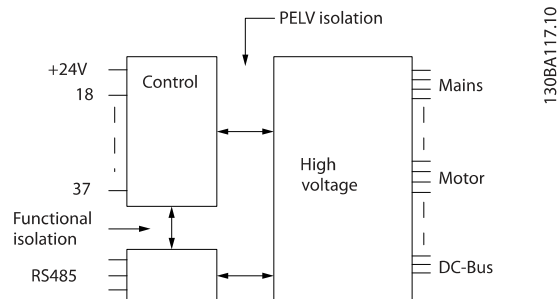 PELV isolation
130BA117.10
+24V
Control
Mains
18
High
voltage
Motor
37
Functional
isolation
RS485
DC-Bus